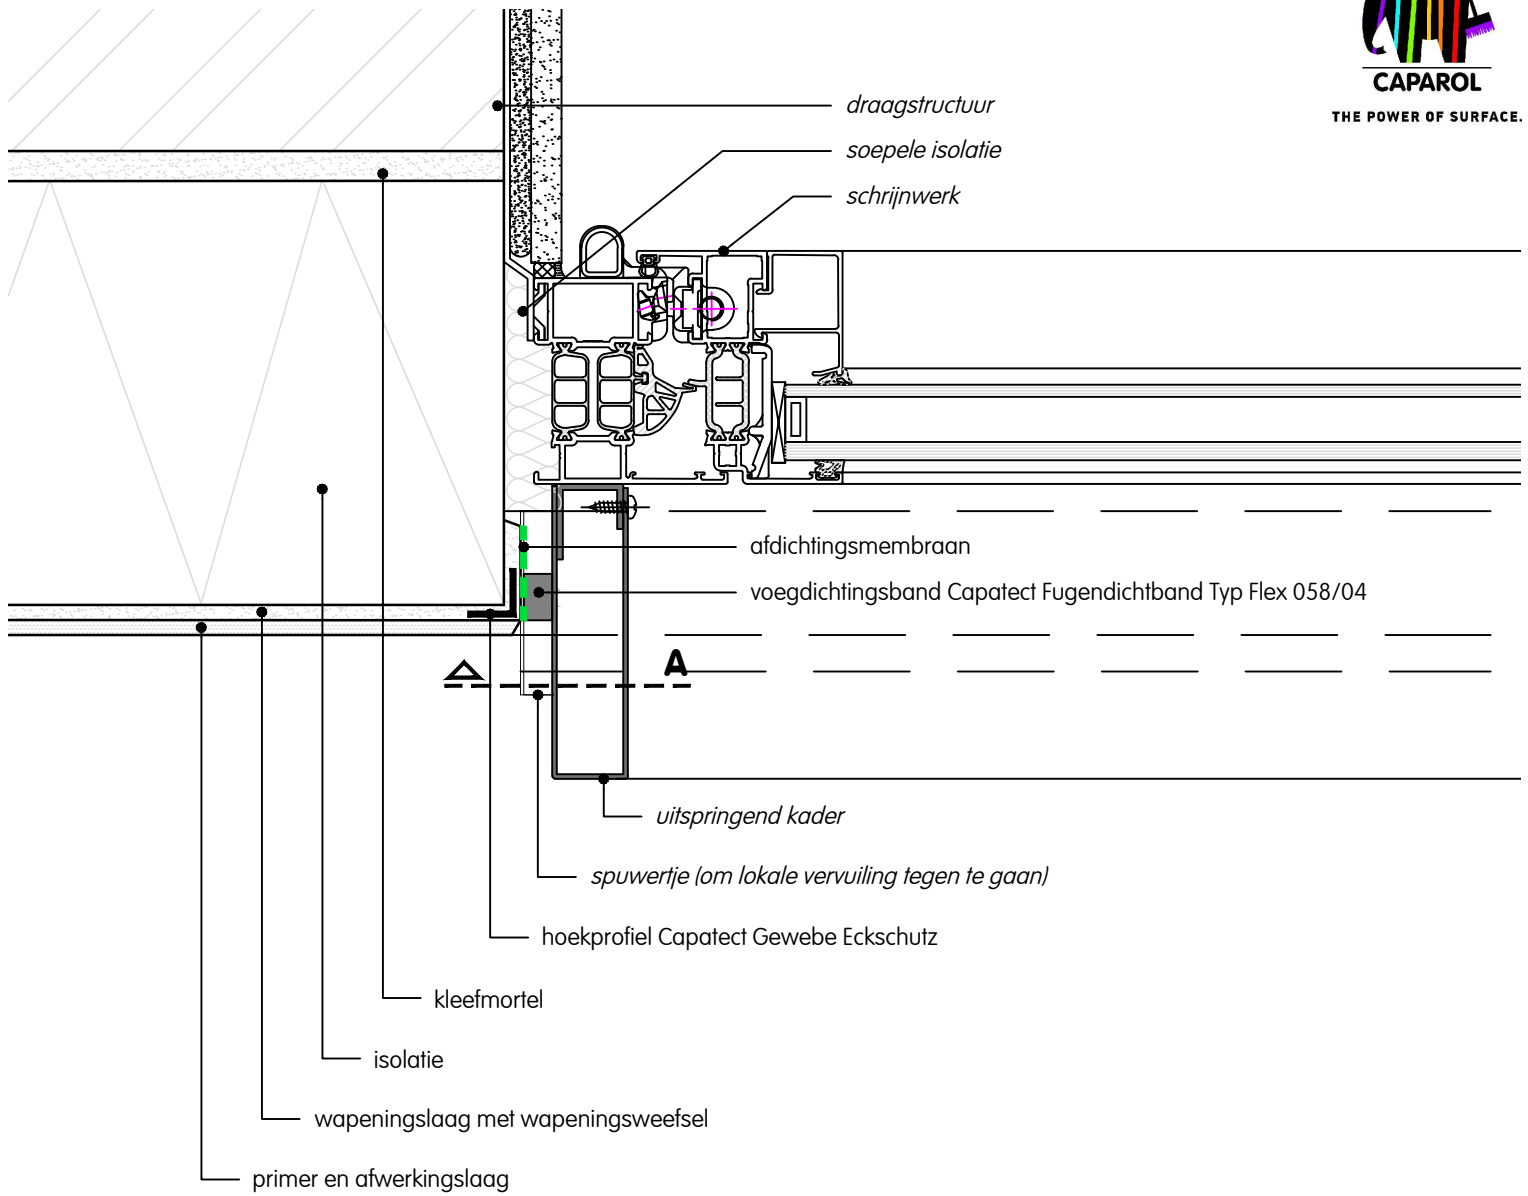 CAPAROL
THE POWER OF SURFACE.
draagstructuur
soepele isolatie
schrijnwerk
afdichtingsmembraan
voegdichtingsband Capatect Fugendichtband Typ Flex 058/04
A
uitspringend kader
spuwertje (om lokale vervuiling tegen te gaan)
hoekprofiel Capatect Gewebe Eckschutz
kleefmortel
isolatie
wapeningslaag met wapeningsweefsel
primer en afwerkingslaag